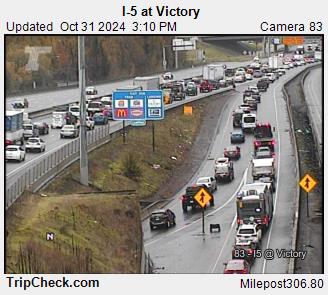 I-5 at Victory
Updated Oct 31 2024 3:10 PM Camera 83
83 - I5 @ Victory
TripCheck.com Milepost306.80